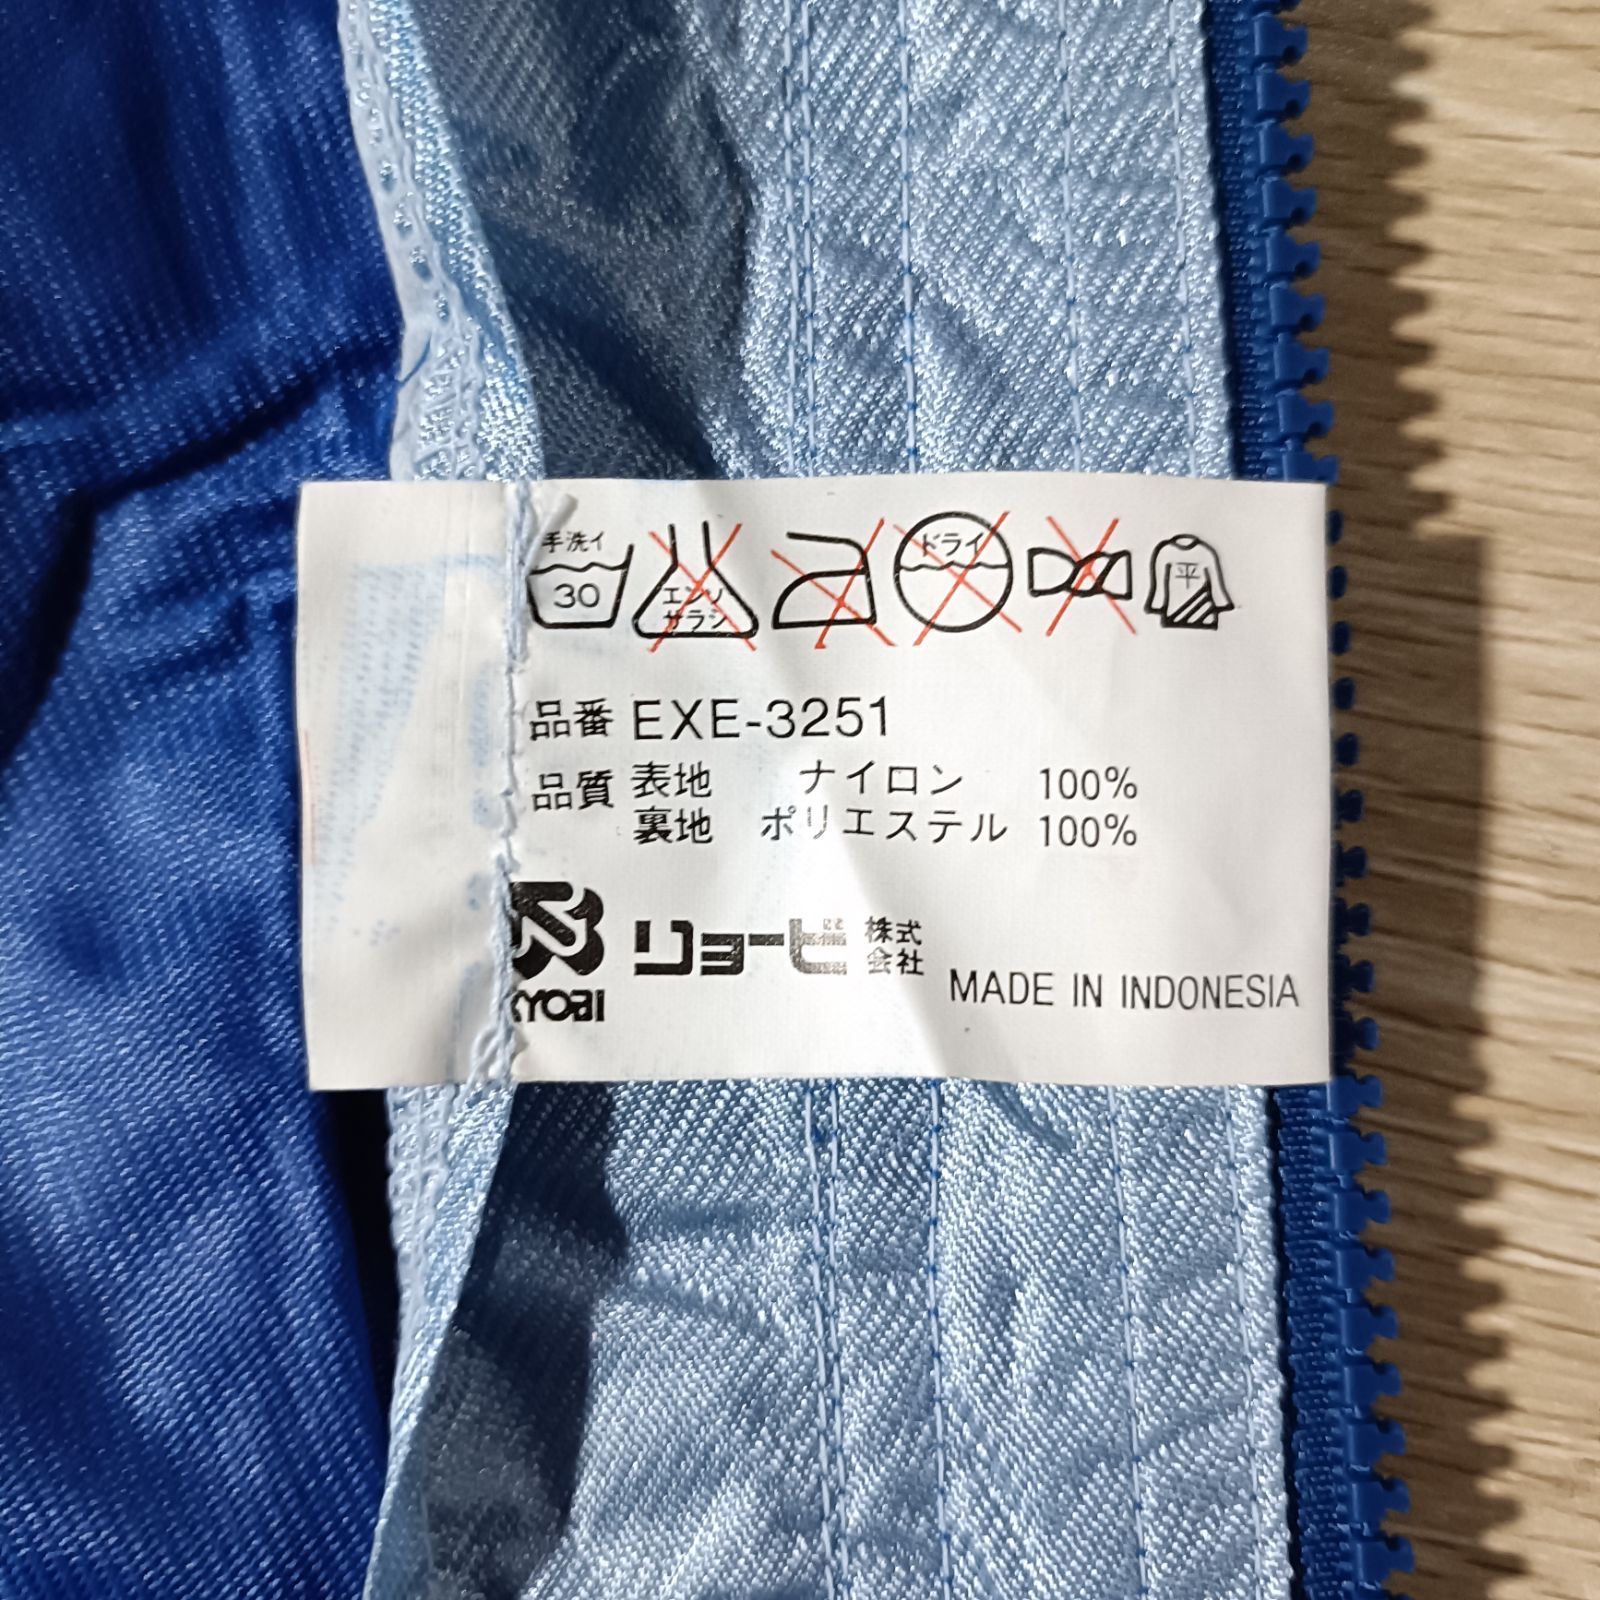 手洗イ
30
エンソ
サラシ
ドライ
平
品番 EXE-3251
品質 表地 ナイロン 100%
裏地 ポリエステル 100%
リョービ 株式会社
RYOBI
MADE IN INDONESIA